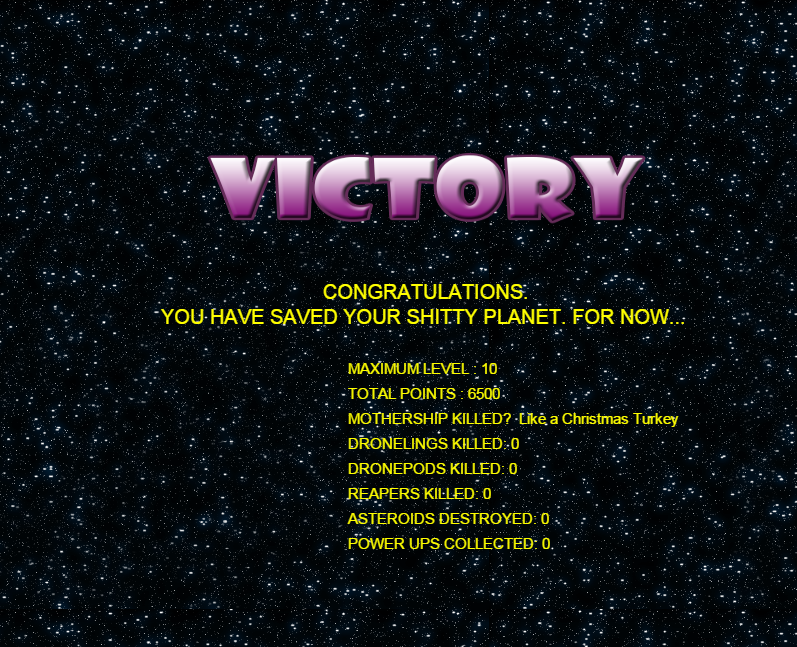 VICTORY
CONGRATULATIONS.
YOU HAVE SAVED YOUR SHITTY PLANET. FOR NOW...
MAXIMUM LEVEL : 10
TOTAL POINTS : 6500
MOTHERSHIP KILLED? Like a Christmas Turkey
DRONELINGS KILLED: 0
DRONEPODS KILLED: 0
REAPERS KILLED: 0
ASTEROIDS DESTROYED: 0
POWER UPS COLLECTED: 0